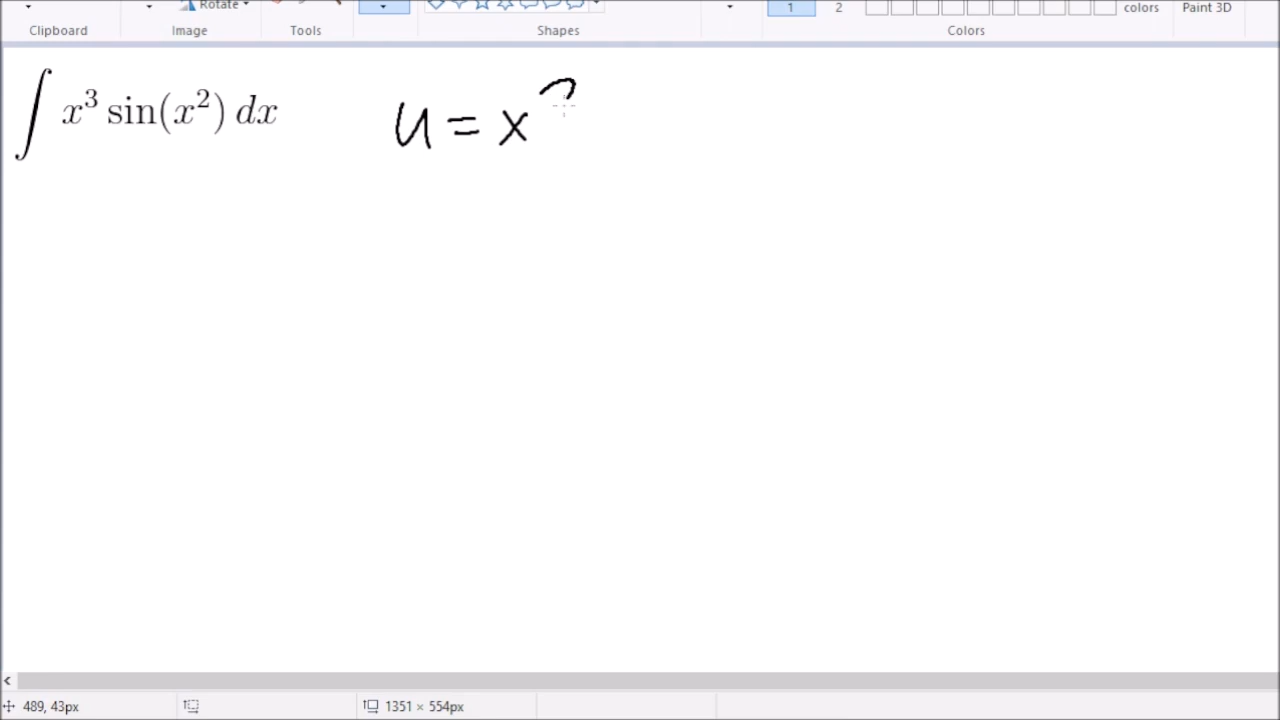 Rotate
Clipboard Image Tools Shapes 1 2 colors Paint 3D
Colors
∫ x³ sin(x²) dx
u = x
489, 43px 1351 × 554px